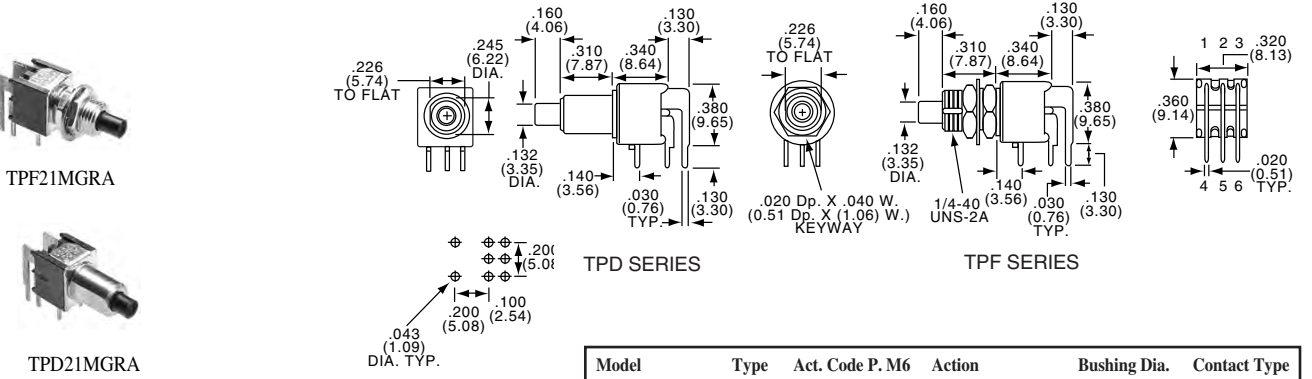 TPF21MGRA
TPD21MGRA
.226
(5.74)
TO FLAT
.245
(6.22)
DIA.
.160
(4.06)
.310
(7.87)
.340
(8.64)
.130
(3.30)
.380
(9.65)
.132
(3.35)
DIA.
.140
(3.56)
.030
(0.76)
TYP.
.130
(3.30)
TPD SERIES
.226
(5.74)
TO FLAT
.020 Dp. X .040 W.
(0.51 Dp. X (1.06) W.)
KEYWAY
.160
(4.06)
.310
(7.87)
.340
(8.64)
.130
(3.30)
.380
(9.65)
.132
(3.35)
DIA.
1/4-40
UNS-2A
.140
(3.56)
.030
(0.76)
TYP.
.130
(3.30)
TPF SERIES
1 2 3
.320
(8.13)
.360
(9.14)
.020
(0.51)
TYP.
4 5 6
.200
(5.08)
.100
(2.54)
.043
(1.09)
DIA. TYP.
Model Type Act. Code P. M6 Action Bushing Dia. Contact Type